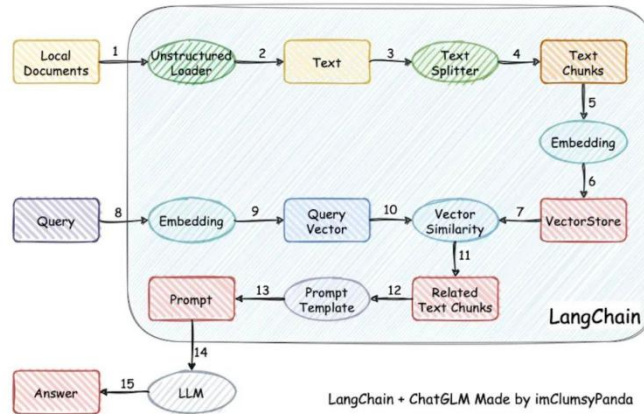 Local
Documents
1
Unstructured
Loader
2
Text
3
Text
Splitter
4
Text
Chunks
5
Embedding
6
Query
8
Embedding
9
Query
Vector
10
Vector
Similarity
7
VectorStore
11
Prompt
13
Prompt
Template
12
Related
Text Chunks
LangChain
14
Answer
15
LLM
LangChain + ChatGLM Made by imClumsyPanda